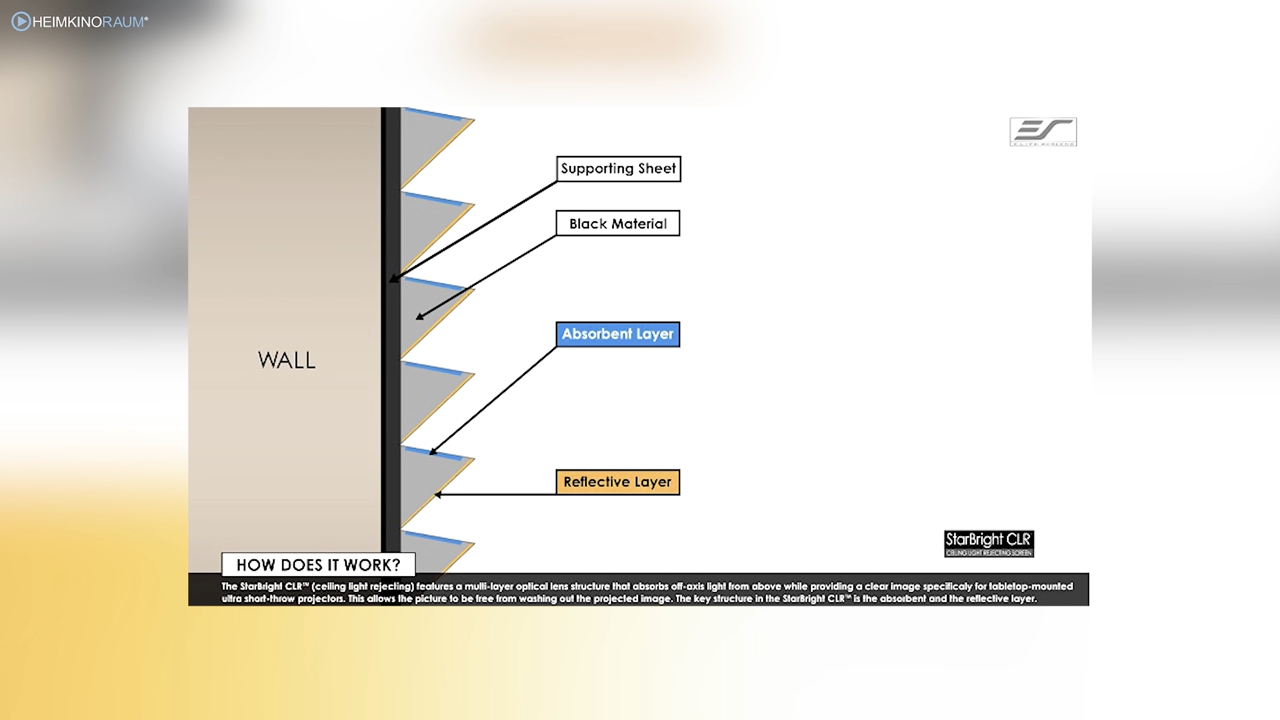 HEIMKINORAUM*
ES
Supporting Sheet
Black Material
Absorbent Layer
WALL
Reflective Layer
StarBright CLR
CEILING LIGHT REJECTING SCREEN
HOW DOES IT WORK?
The StarBright CLR™ (ceiling light rejecting) features a multi-layer optical lens structure that absorbs off-axis light from above while providing a clear image specificaly for tabletop-mounted
ultra short-throw projectors. This allows the picture to be free from washing out the projected image. The key structure in the StarBright CLR™ is the absorbent and the reflective layer.